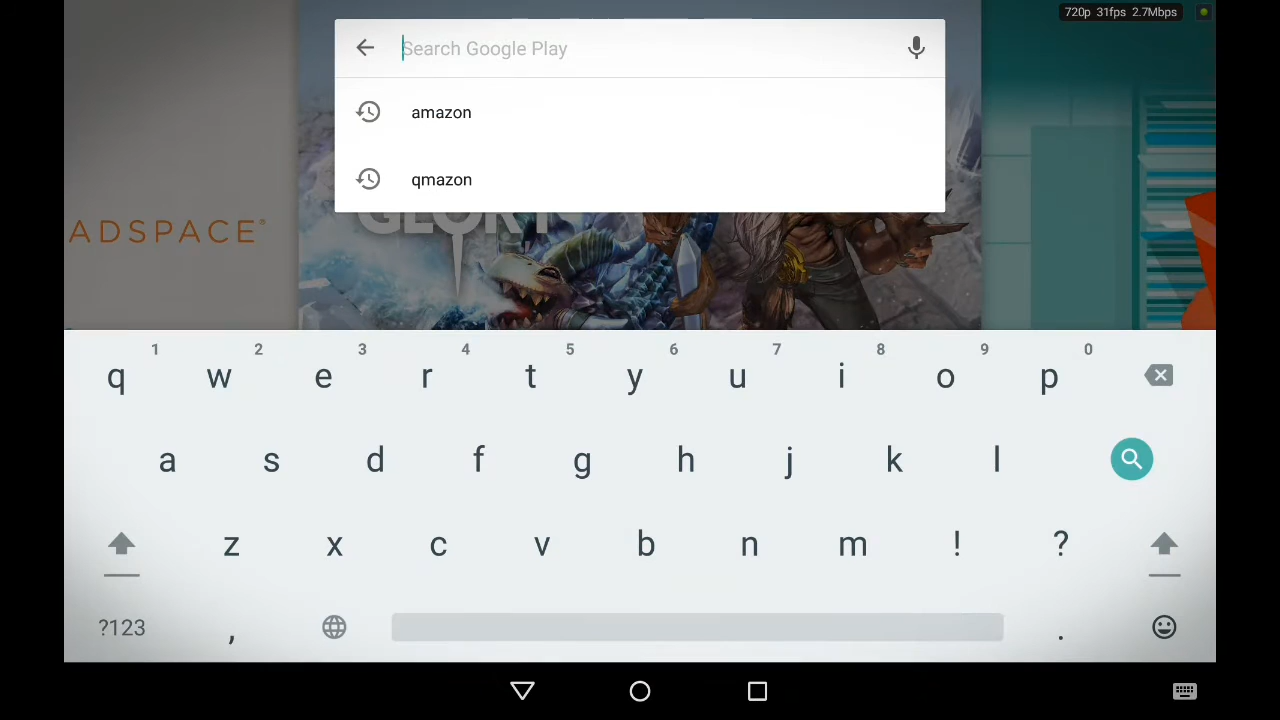 720p 31fps 2.7Mbps
Search Google Play
amazon
qmazon
ADSPACE®
GLORY
1 2 3 4 5 6 7 8 9 0
q w e r t y u i o p
a s d f g h j k l
z x c v b n m ! ?
?123 , .